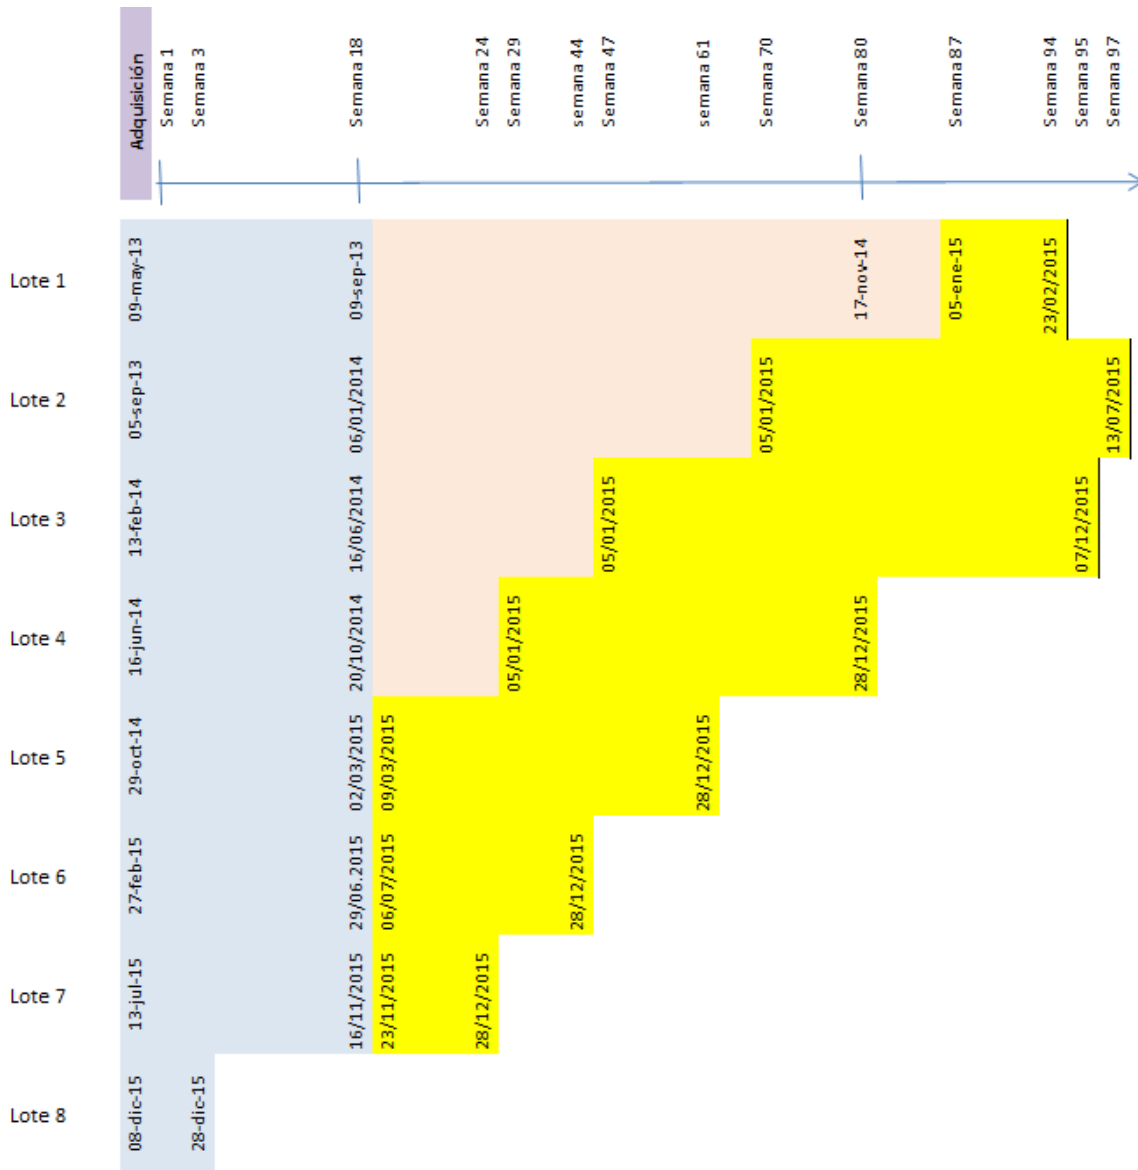 Adquisición
Semana 1
Semana 3
Semana 18
Semana 24
Semana 29
semana 44
Semana 47
semana 61
Semana 70
Semana 80
Semana 87
Semana 94
Semana 95
Semana 97
Lote 1
09-may-13
09-sep-13
17-nov-14
05-ene-15
23/02/2015
Lote 2
05-sep-13
06/01/2014
05/01/2015
13/07/2015
Lote 3
13-feb-14
16/06/2014
05/01/2015
07/12/2015
Lote 4
16-jun-14
20/10/2014
05/01/2015
28/12/2015
Lote 5
29-oct-14
02/03/2015
09/03/2015
28/12/2015
Lote 6
27-feb-15
29/06.2015
06/07/2015
28/12/2015
Lote 7
13-jul-15
16/11/2015
23/11/2015
28/12/2015
Lote 8
08-dic-15
28-dic-15